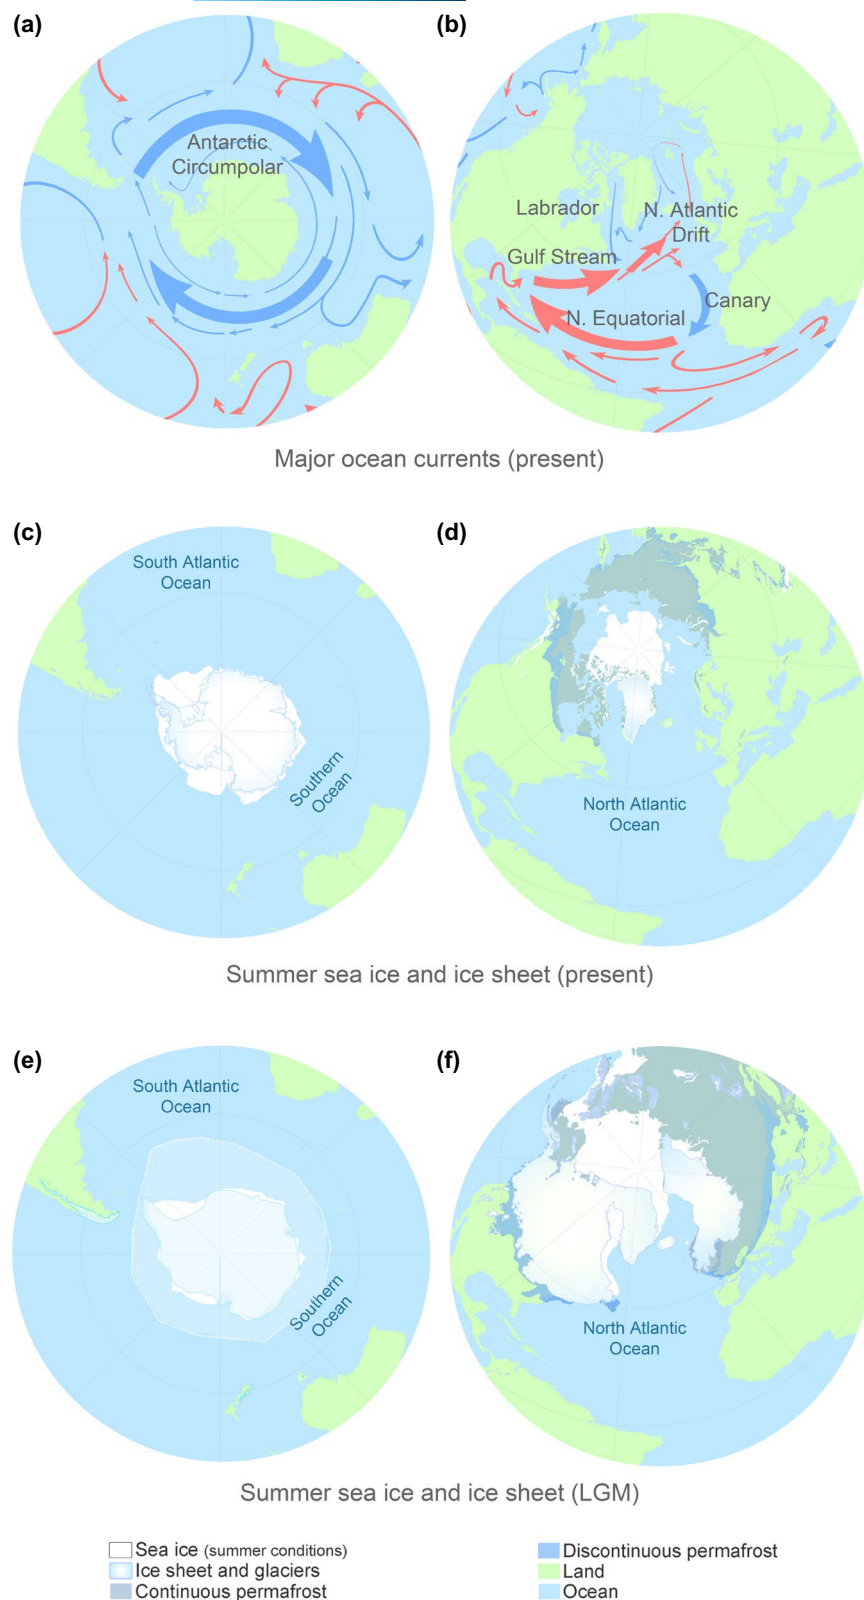 (a)
(b)
Antarctic
Circumpolar
Labrador
N. Atlantic
Drift
Gulf Stream
Canary
N. Equatorial
Major ocean currents (present)
(c)
(d)
South Atlantic
Ocean
Southern
Ocean
North Atlantic
Ocean
Summer sea ice and ice sheet (present)
(e)
(f)
South Atlantic
Ocean
Southern
Ocean
North Atlantic
Ocean
Summer sea ice and ice sheet (LGM)
Sea ice (summer conditions)
Ice sheet and glaciers
Continuous permafrost
Discontinuous permafrost
Land
Ocean